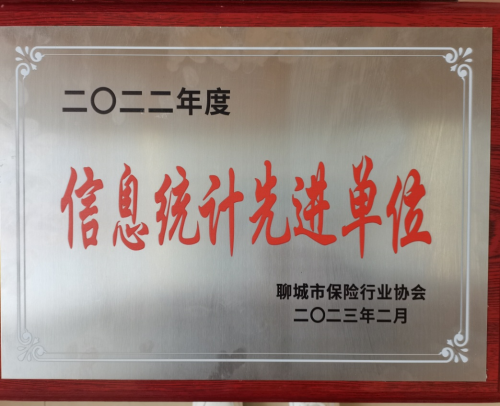 二〇二二年度
信息统计先进单位
聊城市保险行业协会
二〇二三年二月